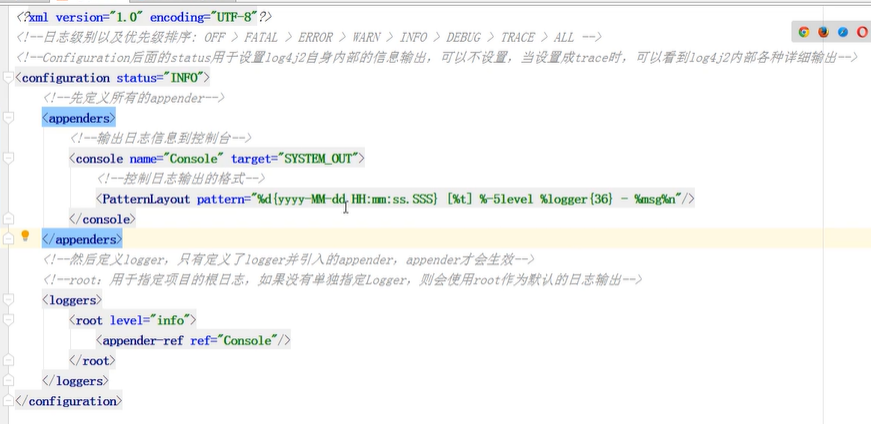 <?xml version="1.0" encoding="UTF-8"?>
<!--日志级别以及优先级排序: OFF > FATAL > ERROR > WARN > INFO > DEBUG > TRACE > ALL -->
<!--Configuration后面的status用于设置log4j2自身内部的信息输出，可以不设置，当设置成trace时，可以看到log4j2内部各种详细输出-->
<configuration status="INFO">
<!--先定义所有的appender-->
<appenders>
<!--输出日志信息到控制台-->
<console name="Console" target="SYSTEM_OUT">
<!--控制日志输出的格式-->
<PatternLayout pattern="%d{yyyy-MM-dd HH:mm:ss.SSS} [%t] %-5level %logger{36} - %msg%n"/>
</console>
</appenders>
<!--然后定义logger，只有定义了logger并引入的appender，appender才会生效-->
<!--root：用于指定项目的根日志，如果没有单独指定Logger，则会使用root作为默认的日志输出-->
<loggers>
<root level="info">
<appender-ref ref="Console"/>
</root>
</loggers>
</configuration>